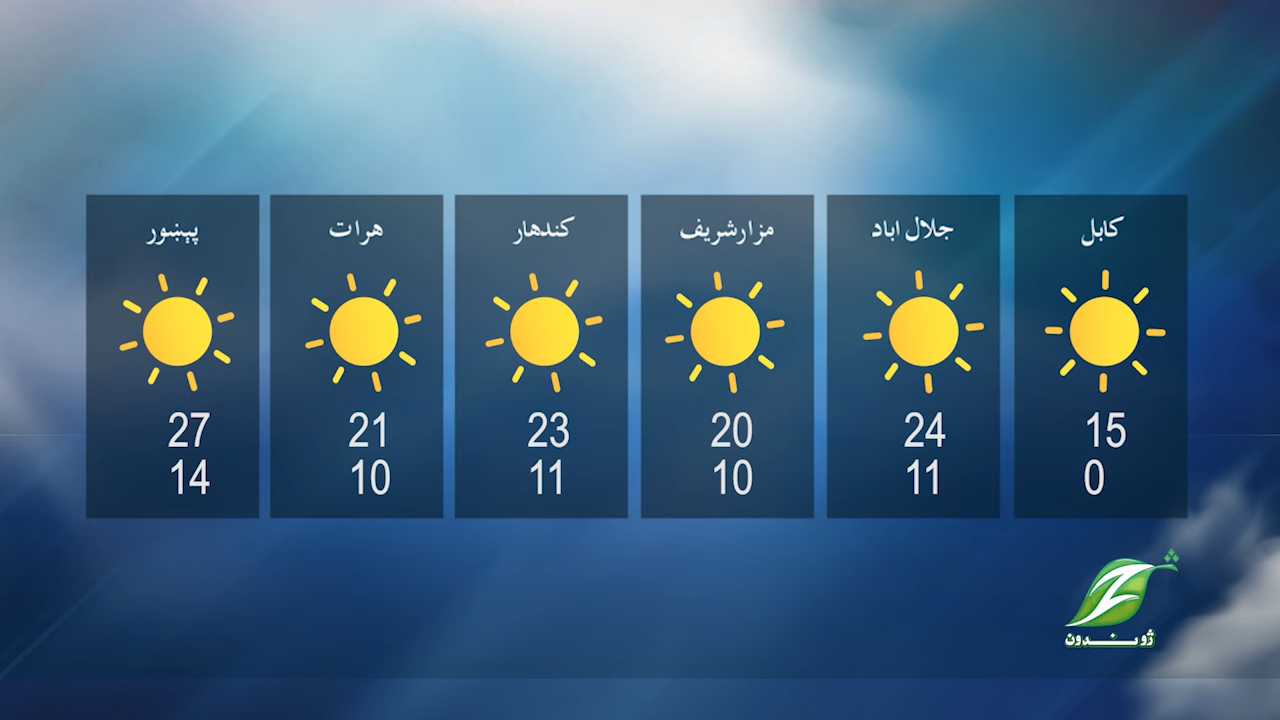 کابل
15
0
جلال اباد
24
11
مزارشریف
20
10
کندهار
23
11
هرات
21
10
پېښور
27
14
ژوندون